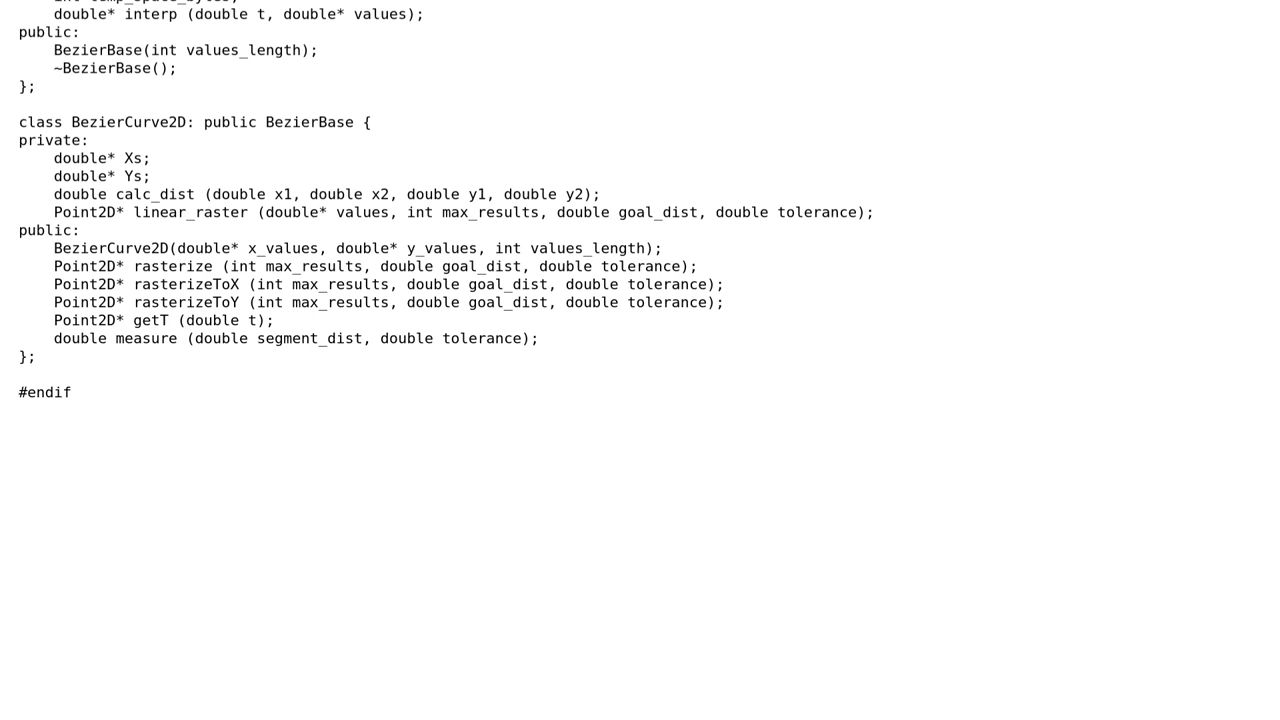 double* interp (double t, double* values);
public:
    BezierBase(int values_length);
    ~BezierBase();
};

class BezierCurve2D: public BezierBase {
private:
    double* Xs;
    double* Ys;
    double calc_dist (double x1, double x2, double y1, double y2);
    Point2D* linear_raster (double* values, int max_results, double goal_dist, double tolerance);
public:
    BezierCurve2D(double* x_values, double* y_values, int values_length);
    Point2D* rasterize (int max_results, double goal_dist, double tolerance);
    Point2D* rasterizeToX (int max_results, double goal_dist, double tolerance);
    Point2D* rasterizeToY (int max_results, double goal_dist, double tolerance);
    Point2D* getT (double t);
    double measure (double segment_dist, double tolerance);
};

#endif